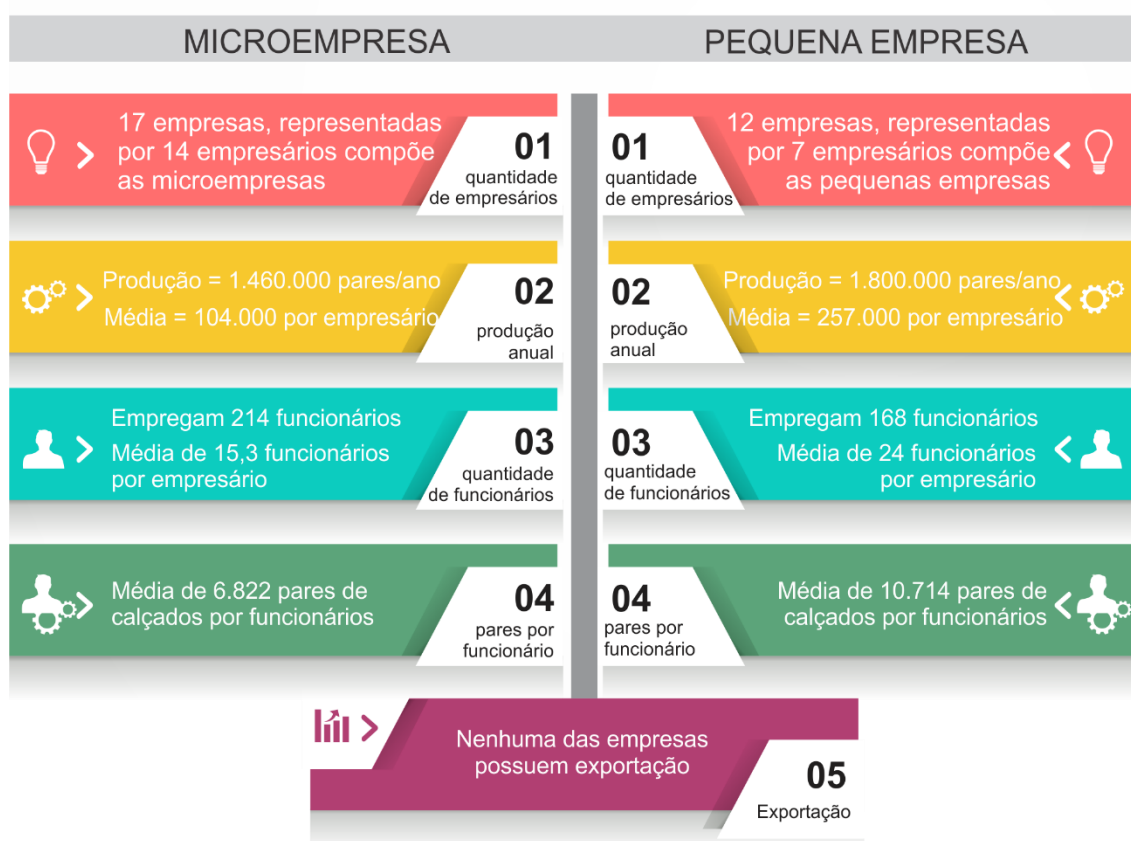 MICROEMPRESA
PEQUENA EMPRESA
17 empresas, representadas
por 14 empresários compõe
as microempresas
01
quantidade
de empresários
01
quantidade
de empresários
12 empresas, representadas
por 7 empresários compõe
as pequenas empresas
Produção = 1.460.000 pares/ano
Média = 104.000 por empresário
02
produção
anual
02
produção
anual
Produção = 1.800.000 pares/ano
Média = 257.000 por empresário
Empregam 214 funcionários
Média de 15,3 funcionários
por empresário
03
quantidade
de funcionários
03
quantidade
de funcionários
Empregam 168 funcionários
Média de 24 funcionários
por empresário
Média de 6.822 pares de
calçados por funcionários
04
pares por
funcionário
04
pares por
funcionário
Média de 10.714 pares de
calçados por funcionários
Nenhuma das empresas
possuem exportação
05
Exportação